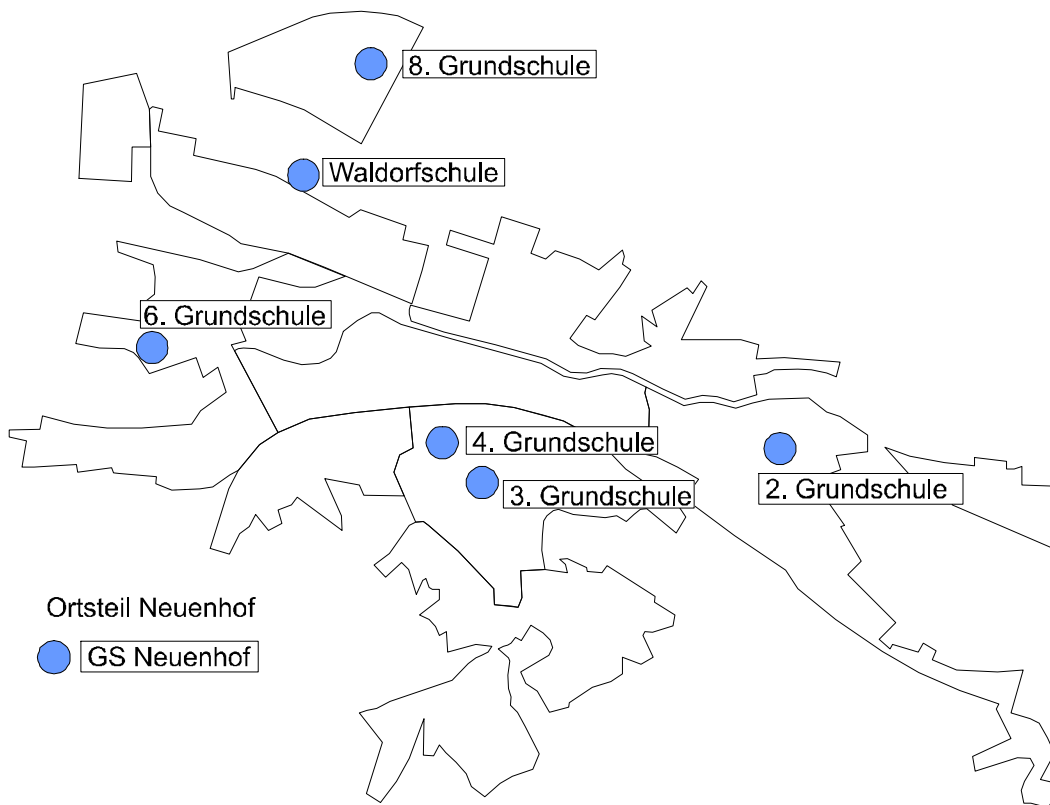 8. Grundschule
Waldorfschule
6. Grundschule
4. Grundschule
3. Grundschule
2. Grundschule
Ortsteil Neuenhof
GS Neuenhof